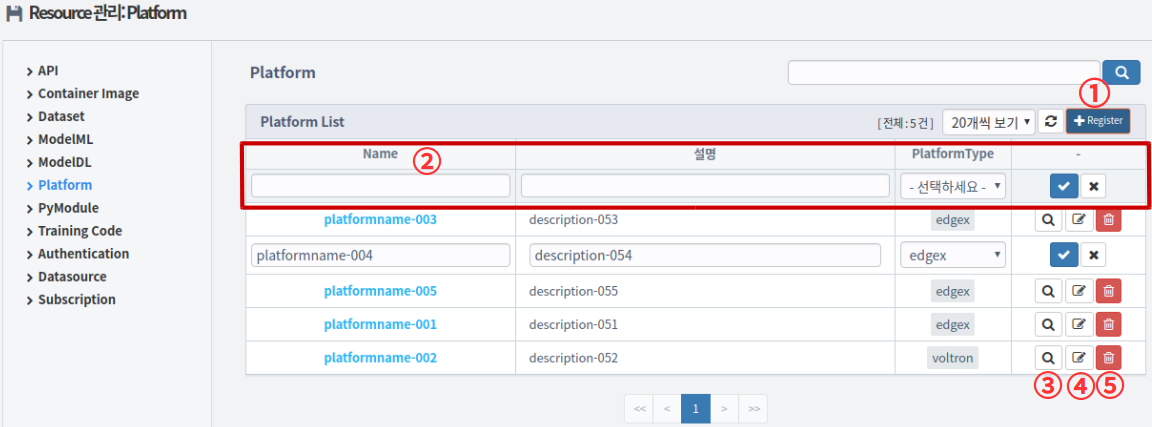 Resource 관리: Platform
API
Container Image
Dataset
ModelML
ModelDL
Platform
PyModule
Training Code
Authentication
Datasource
Subscription
Platform
①
Platform List
[ 전체 : 5 건 ] 20개씩 보기 Register
Name ② 설명 PlatformType -
- 선택하세요 -
platformname-003 description-053 edgex
platformname-004 description-054 edgex
platformname-005 description-055 edgex
platformname-001 description-051 edgex
platformname-002 description-052 voltron
③ ④ ⑤
<< < 1 > >>